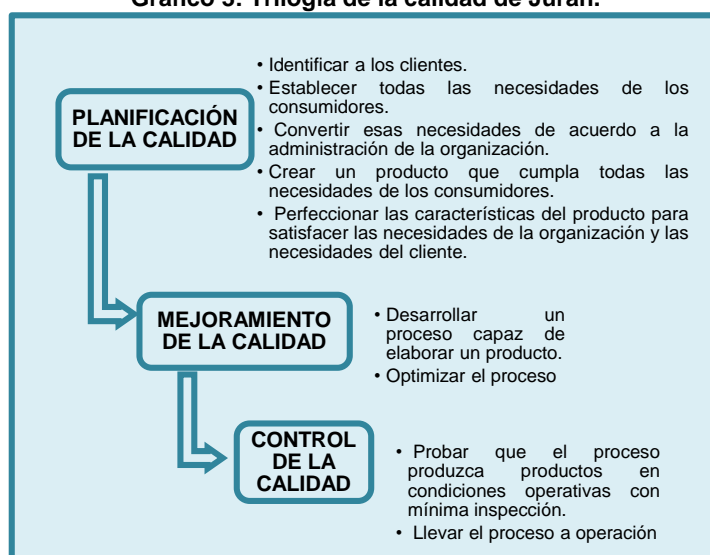 Gráfico 3. Trilogía de la calidad de Juran.
PLANIFICACIÓN
DE LA CALIDAD
• Identificar a los clientes.
• Establecer todas las necesidades de los
consumidores.
• Convertir esas necesidades de acuerdo a la
administración de la organización.
• Crear un producto que cumpla todas las
necesidades de los consumidores.
• Perfeccionar las características del producto para
satisfacer las necesidades de la organización y las
necesidades del cliente.
MEJORAMIENTO
DE LA CALIDAD
• Desarrollar un
proceso capaz de
elaborar un producto.
• Optimizar el proceso
CONTROL
DE LA
CALIDAD
• Probar que el proceso
produzca productos en
condiciones operativas con
mínima inspección.
• Llevar el proceso a operación